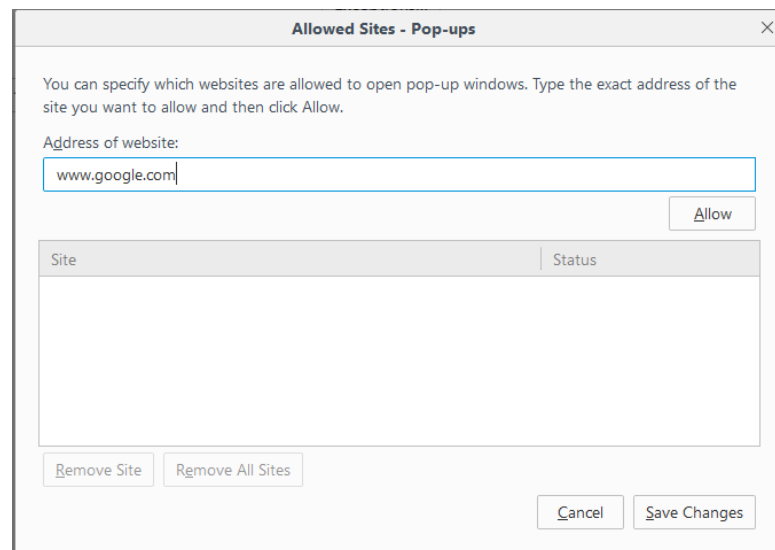 Allowed Sites - Pop-ups
You can specify which websites are allowed to open pop-up windows. Type the exact address of the
site you want to allow and then click Allow.
Address of website:
www.google.com
Allow
Site Status
Remove Site Remove All Sites
Cancel Save Changes